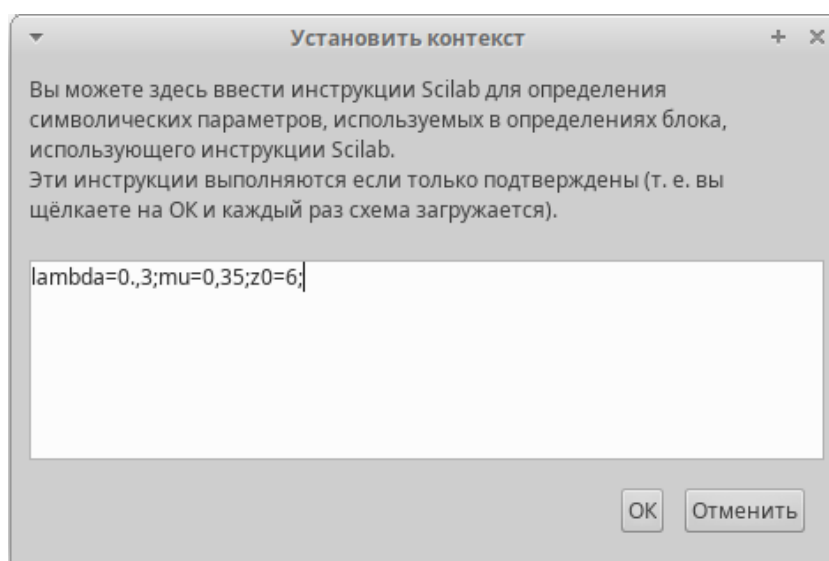 Установить контекст
Вы можете здесь ввести инструкции Scilab для определения
символических параметров, используемых в определениях блока,
использующего инструкции Scilab.
Эти инструкции выполняются если только подтверждены (т. е. вы
щёлкаете на ОК и каждый раз схема загружается).
lambda=0.,3;mu=0,35;z0=6;
ОК Отменить